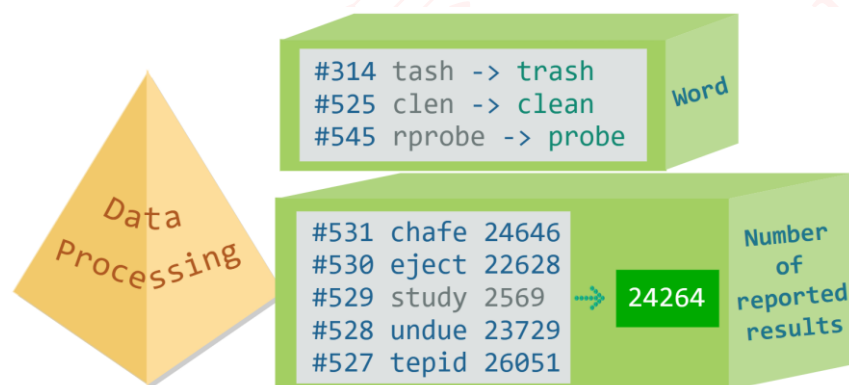 #314 tash -> trash
#525 clen -> clean
#545 rprobe -> probe
Word
Data
Processing
#531 chafe 24646
#530 eject 22628
#529 study 2569
#528 undue 23729
#527 tepid 26051
24264
Number
of
reported
results